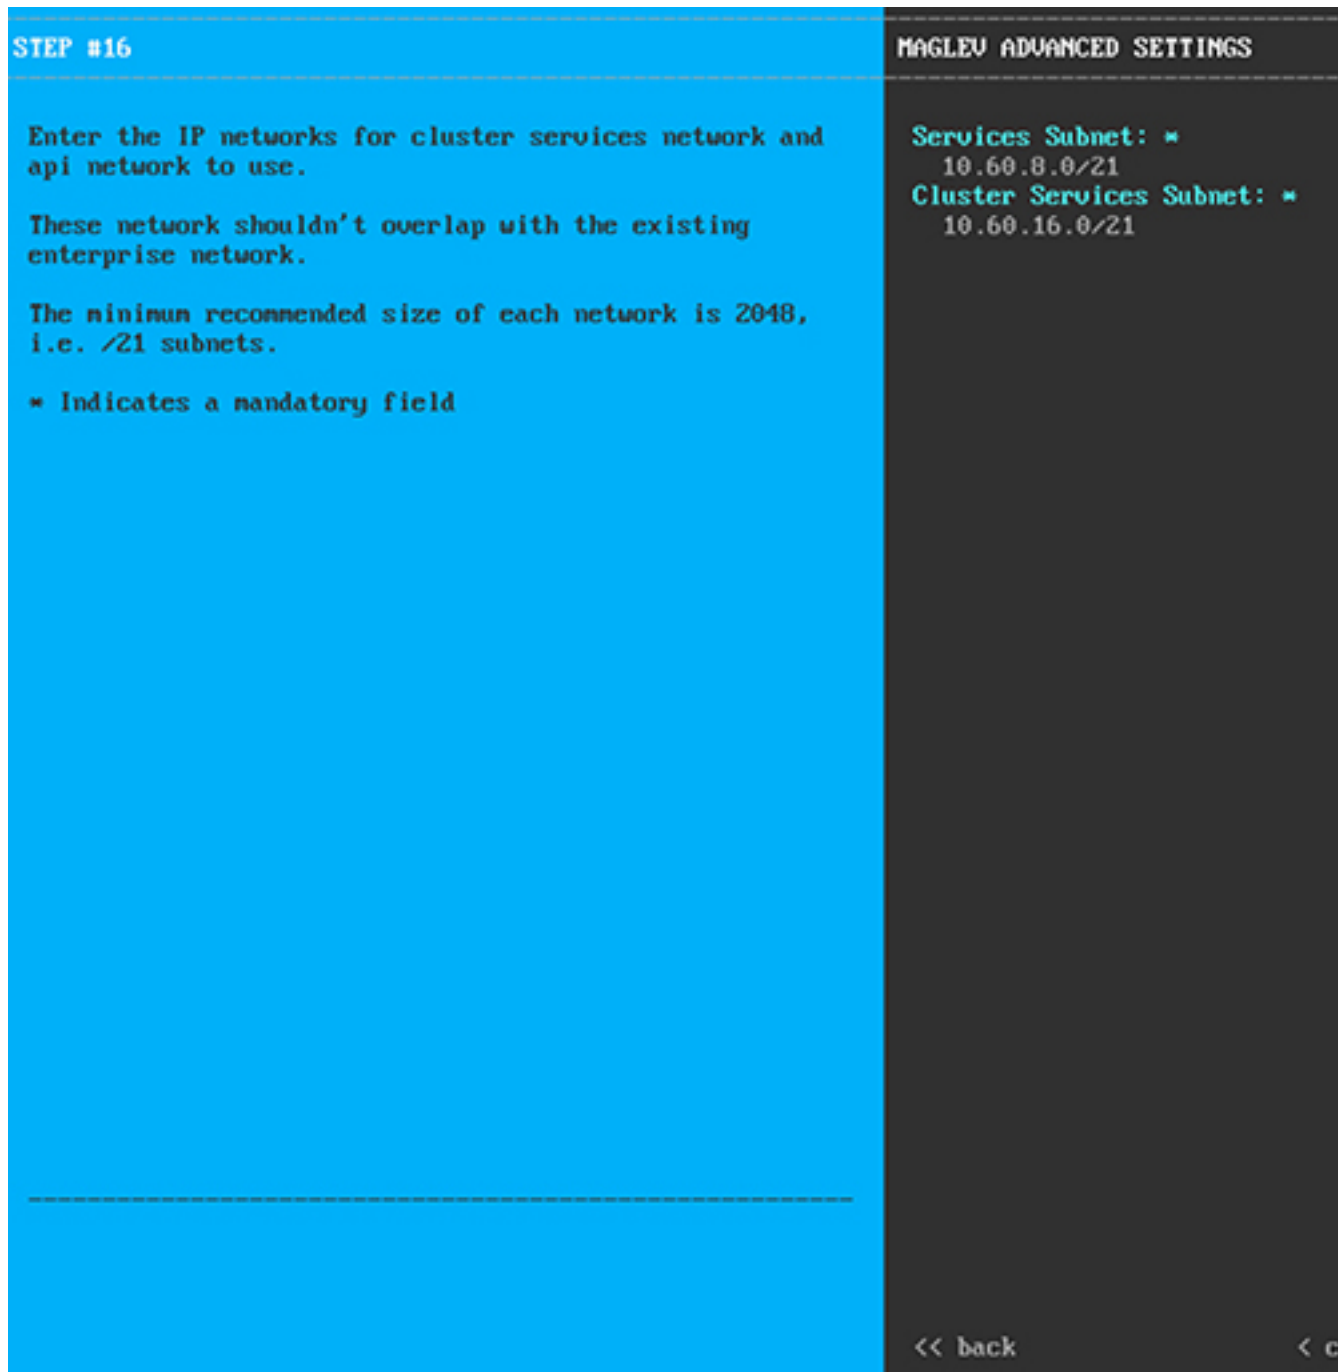 STEP #16
Enter the IP networks for cluster services network and
api network to use.
These network shouldn't overlap with the existing
enterprise network.
The minimum recommended size of each network is 2048,
i.e. /21 subnets.
* Indicates a mandatory field
MAGLEV ADVANCED SETTINGS
Services Subnet: *
10.60.8.0/21
Cluster Services Subnet: *
10.60.16.0/21
<< back
<